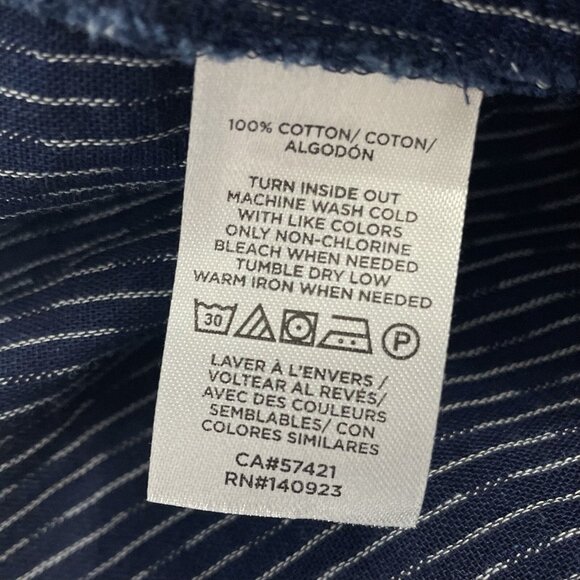 100% COTTON/ COTON/
ALGODÓN
TURN INSIDE OUT
MACHINE WASH COLD
WITH LIKE COLORS
ONLY NON-CHLORINE
BLEACH WHEN NEEDED
TUMBLE DRY LOW
WARM IRON WHEN NEEDED
30 P
LAVER À L'ENVERS /
VOLTEAR AL REVÉS/
AVEC DES COULEURS
SEMBLABLES/ CON
COLORES SIMILARES
CA#57421
RN#140923